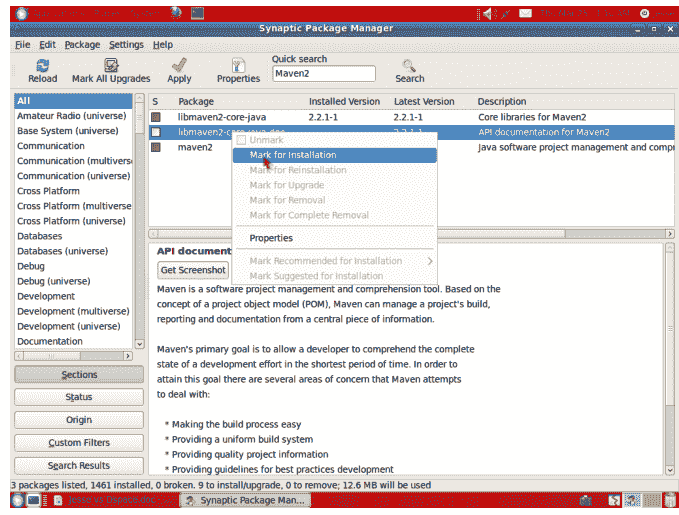 Synaptic Package Manager
File Edit Package Settings Help
Reload Mark All Upgrades Apply Properties Quick search Maven2 Search
All
Amateur Radio (universe)
Base System (universe)
Communication
Communication (multivers
Communication (universe)
Cross Platform
Cross Platform (multiverse
Cross Platform (universe)
Databases
Databases (universe)
Debug
Debug (universe)
Development
Development (multiverse)
Development (universe)
Documentation
Sections
Status
Origin
Custom Filters
Search Results
S Package Installed Version Latest Version Description
libmaven2-core-java 2.2.1-1 2.2.1-1 Core libraries for Maven2
libmaven2-core-java-doc 2.2.1-1 API documentation for Maven2
maven2 Java software project management and compr
Unmark
Mark for Installation
Mark for Reinstallation
Mark for Upgrade
Mark for Removal
Mark for Complete Removal
Properties
Mark Recommended for Installation
Mark Suggested for Installation
API document
Get Screenshot
Maven is a software project management and comprehension tool. Based on the
concept of a project object model (POM), Maven can manage a project's build,
reporting and documentation from a central piece of information.
Maven's primary goal is to allow a developer to comprehend the complete
state of a development effort in the shortest period of time. In order to
attain this goal there are several areas of concern that Maven attempts
to deal with:
* Making the build process easy
* Providing a uniform build system
* Providing quality project information
* Providing guidelines for best practices development
3 packages listed, 1461 installed, 0 broken. 9 to install/upgrade, 0 to remove; 12.6 MB will be used
Synaptic Package Man...